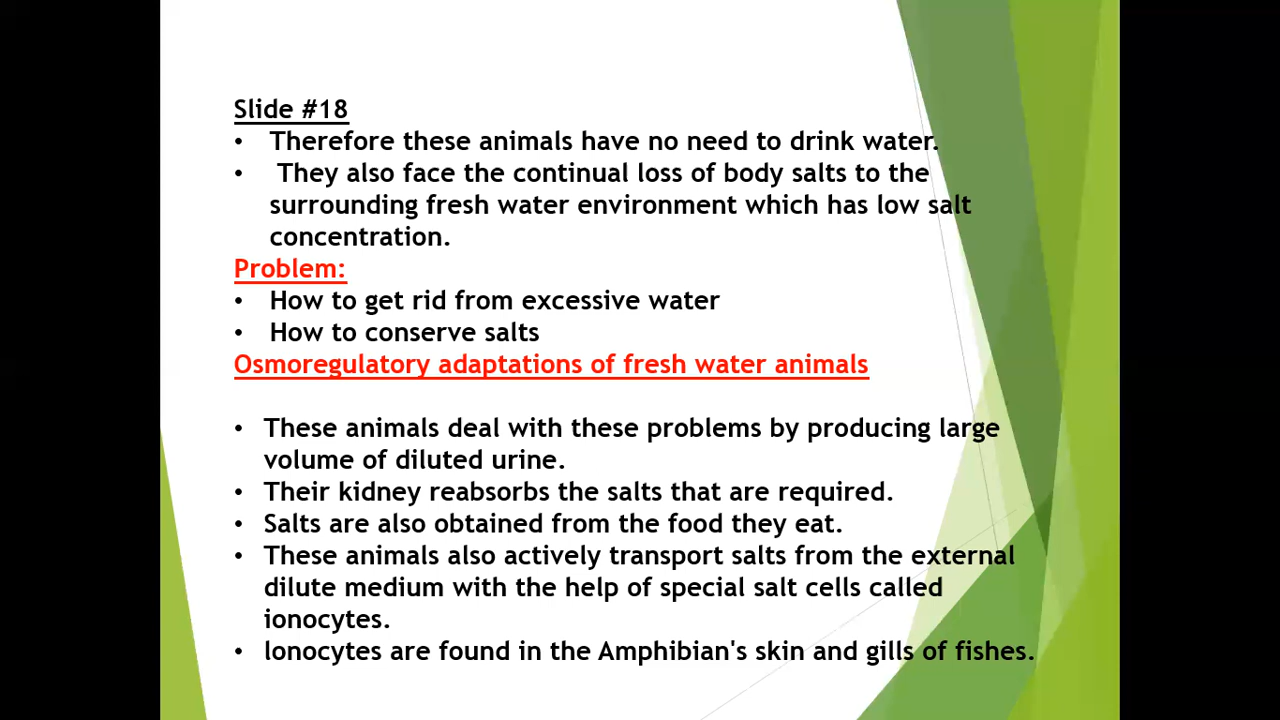 Slide #18
• Therefore these animals have no need to drink water.
• They also face the continual loss of body salts to the
surrounding fresh water environment which has low salt
concentration.
Problem:
• How to get rid from excessive water
• How to conserve salts
Osmoregulatory adaptations of fresh water animals
• These animals deal with these problems by producing large
volume of diluted urine.
• Their kidney reabsorbs the salts that are required.
• Salts are also obtained from the food they eat.
• These animals also actively transport salts from the external
dilute medium with the help of special salt cells called
ionocytes.
• Ionocytes are found in the Amphibian's skin and gills of fishes.